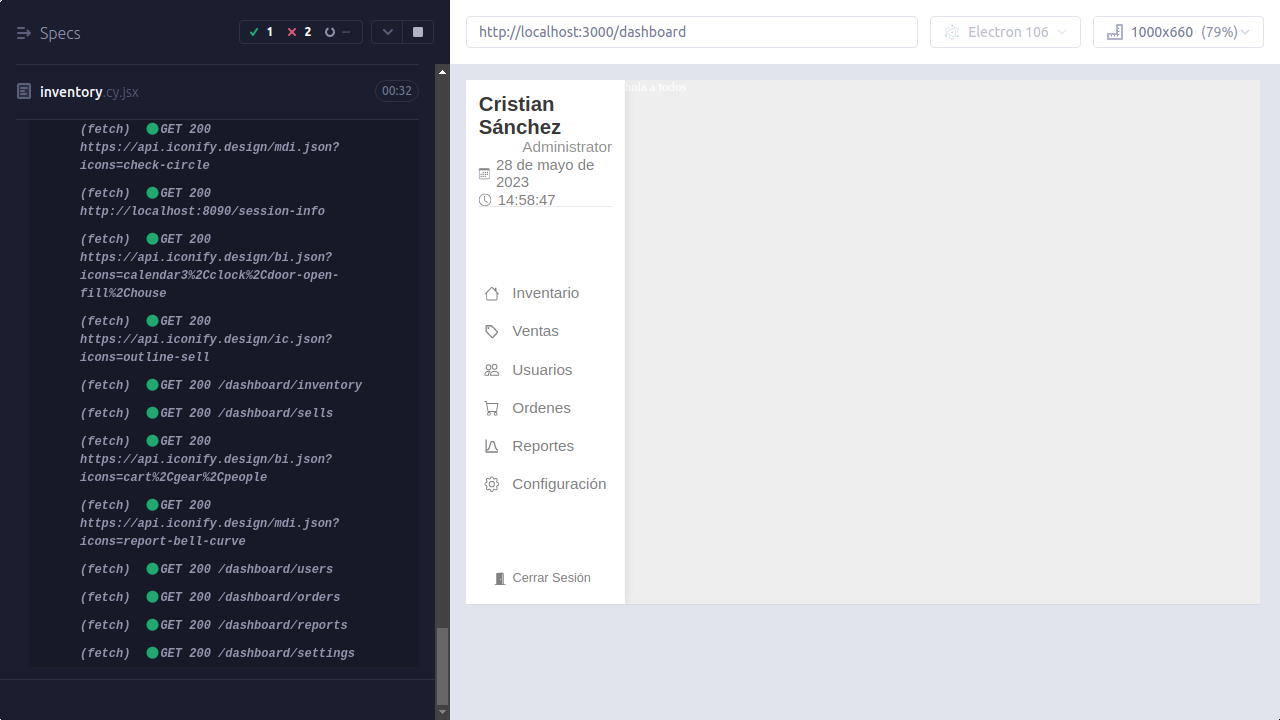 Specs
1
2
--
http://localhost:3000/dashboard
Electron 106
1000x660 (79%)
inventory.cy.jsx
00:32
(fetch) GET 200
https://api.iconify.design/mdi.json?
icons=check-circle
(fetch) GET 200
http://localhost:8090/session-info
(fetch) GET 200
https://api.iconify.design/bi.json?
icons=calendar3%2Cclock%2Cdoor-open-
fill%2Chouse
(fetch) GET 200
https://api.iconify.design/ic.json?
icons=outline-sell
(fetch) GET 200 /dashboard/inventory
(fetch) GET 200 /dashboard/sells
(fetch) GET 200
https://api.iconify.design/bi.json?
icons=cart%2Cgear%2Cpeople
(fetch) GET 200
https://api.iconify.design/mdi.json?
icons=report-bell-curve
(fetch) GET 200 /dashboard/users
(fetch) GET 200 /dashboard/orders
(fetch) GET 200 /dashboard/reports
(fetch) GET 200 /dashboard/settings
Cristian
Sánchez
Administrator
28 de mayo de
2023
14:58:47
Inventario
Ventas
Usuarios
Ordenes
Reportes
Configuración
Cerrar Sesión
hola a todos